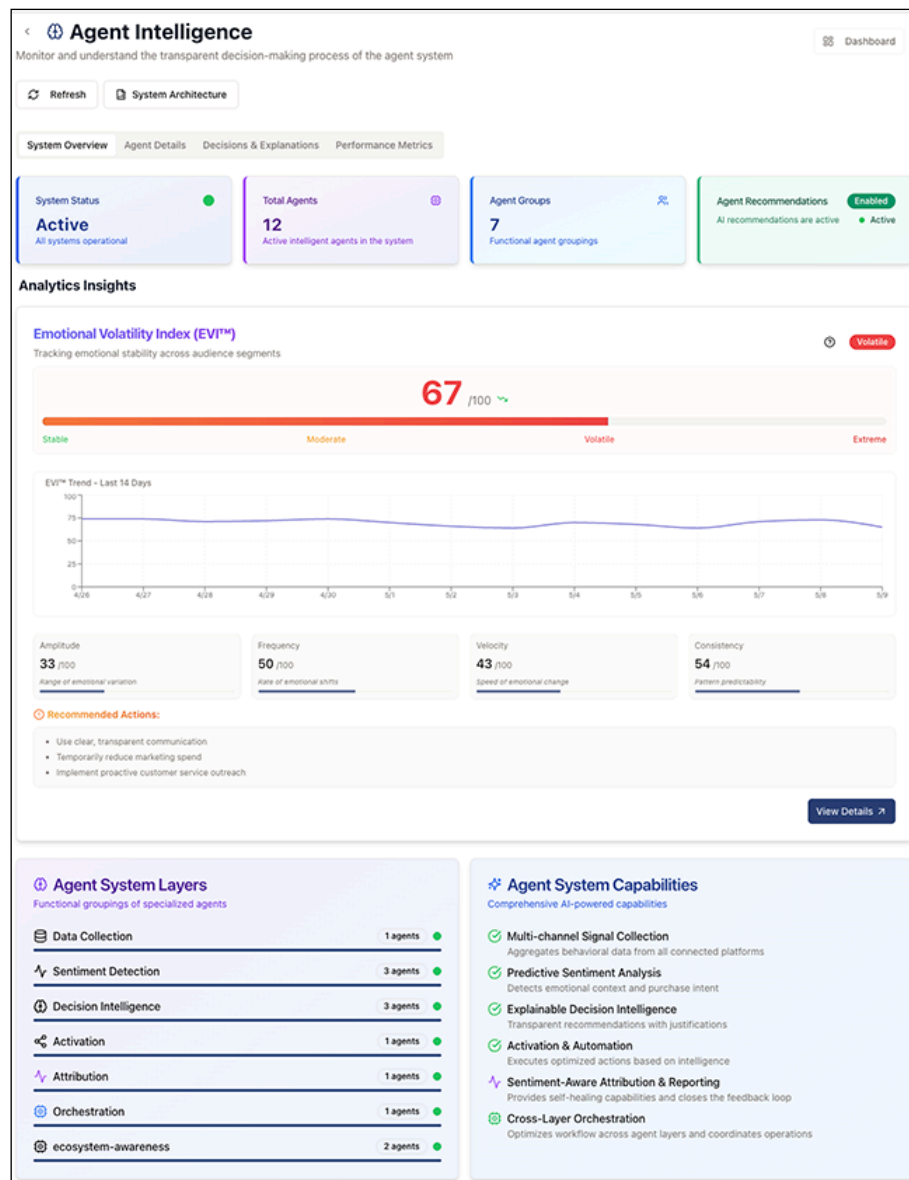 Agent Intelligence
Monitor and understand the transparent decision-making process of the agent system
Dashboard
Refresh
System Architecture
System Overview
Agent Details
Decisions & Explanations
Performance Metrics
System Status
Active
All systems operational
Total Agents
12
Active intelligent agents in the system
Agent Groups
7
Functional agent groupings
Agent Recommendations
Enabled
AI recommendations are active
Active
Analytics Insights
Emotional Volatility Index (EVI™)
Tracking emotional stability across audience segments
Volatile
67 /100
Stable
Moderate
Volatile
Extreme
EVI™ Trend - Last 14 Days
100
75
50
25
0
4/26
4/27
4/28
4/29
4/30
5/1
5/2
5/3
5/4
5/5
5/6
5/7
5/8
5/9
Amplitude
33 /100
Range of emotional variation
Frequency
50 /100
Rate of emotional shifts
Velocity
43 /100
Speed of emotional change
Consistency
54 /100
Pattern predictability
Recommended Actions:
• Use clear, transparent communication
• Temporarily reduce marketing spend
• Implement proactive customer service outreach
View Details
Agent System Layers
Functional groupings of specialized agents
Data Collection
1 agents
Sentiment Detection
3 agents
Decision Intelligence
3 agents
Activation
1 agents
Attribution
1 agents
Orchestration
1 agents
ecosystem-awareness
2 agents
Agent System Capabilities
Comprehensive AI-powered capabilities
Multi-channel Signal Collection
Aggregates behavioral data from all connected platforms
Predictive Sentiment Analysis
Detects emotional context and purchase intent
Explainable Decision Intelligence
Transparent recommendations with justifications
Activation & Automation
Executes optimized actions based on intelligence
Sentiment-Aware Attribution & Reporting
Provides self-healing capabilities and closes the feedback loop
Cross-Layer Orchestration
Optimizes workflow across agent layers and coordinates operations